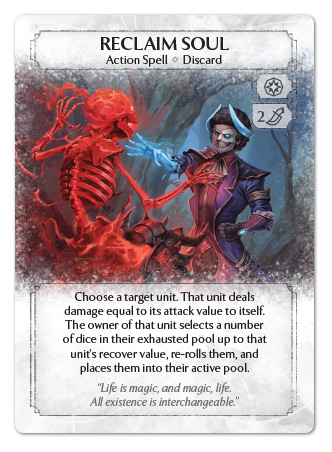 RECLAIM SOUL
Action Spell ◇ Discard
2
Choose a target unit. That unit deals
damage equal to its attack value to itself.
The owner of that unit selects a number
of dice in their exhausted pool up to that
unit's recover value, re-rolls them, and
places them into their active pool.
"Life is magic, and magic, life.
All existence is interchangeable."